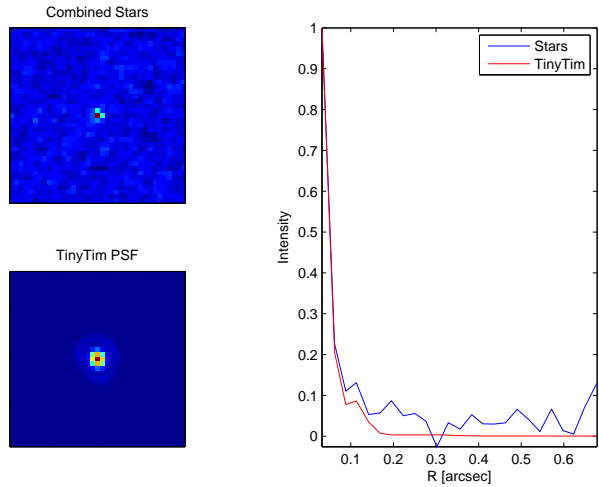 Combined Stars
TinyTim PSF
Intensity
1
0.9
0.8
0.7
0.6
0.5
0.4
0.3
0.2
0.1
0
0.1 0.2 0.3 0.4 0.5 0.6
R [arcsec]
Stars
TinyTim